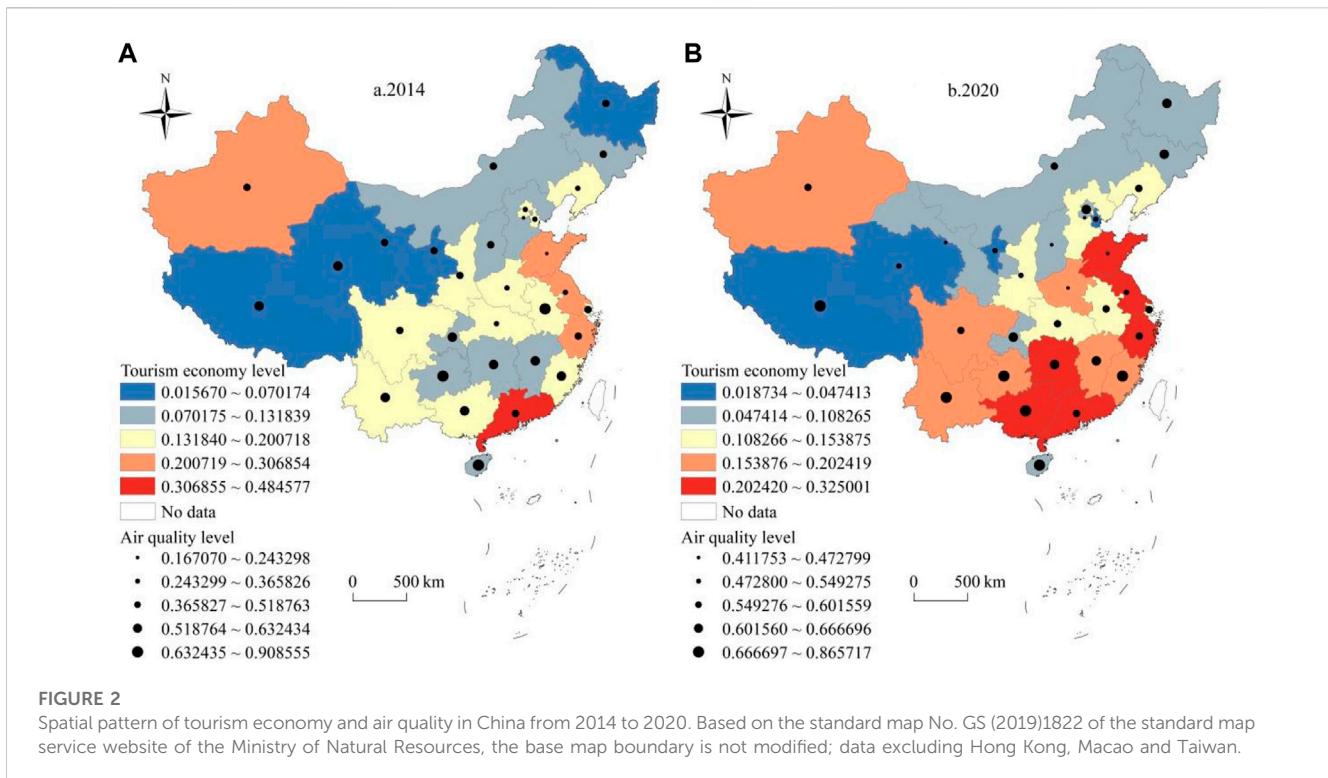 A
N
a.2014
Tourism economy level
0.015670 ~ 0.070174
0.070175 ~ 0.131839
0.131840 ~ 0.200718
0.200719 ~ 0.306854
0.306855 ~ 0.484577
No data
Air quality level
0.167070 ~ 0.243298
0.243299 ~ 0.365826
0.365827 ~ 0.518763
0.518764 ~ 0.632434
0.632435 ~ 0.908555
0 500 km
B
N
b.2020
Tourism economy level
0.018734 ~ 0.047413
0.047414 ~ 0.108265
0.108266 ~ 0.153875
0.153876 ~ 0.202419
0.202420 ~ 0.325001
No data
Air quality level
0.411753 ~ 0.472799
0.472800 ~ 0.549275
0.549276 ~ 0.601559
0.601560 ~ 0.666696
0.666697 ~ 0.865717
0 500 km
FIGURE 2
Spatial pattern of tourism economy and air quality in China from 2014 to 2020. Based on the standard map No. GS (2019)1822 of the standard map
service website of the Ministry of Natural Resources, the base map boundary is not modified; data excluding Hong Kong, Macao and Taiwan.